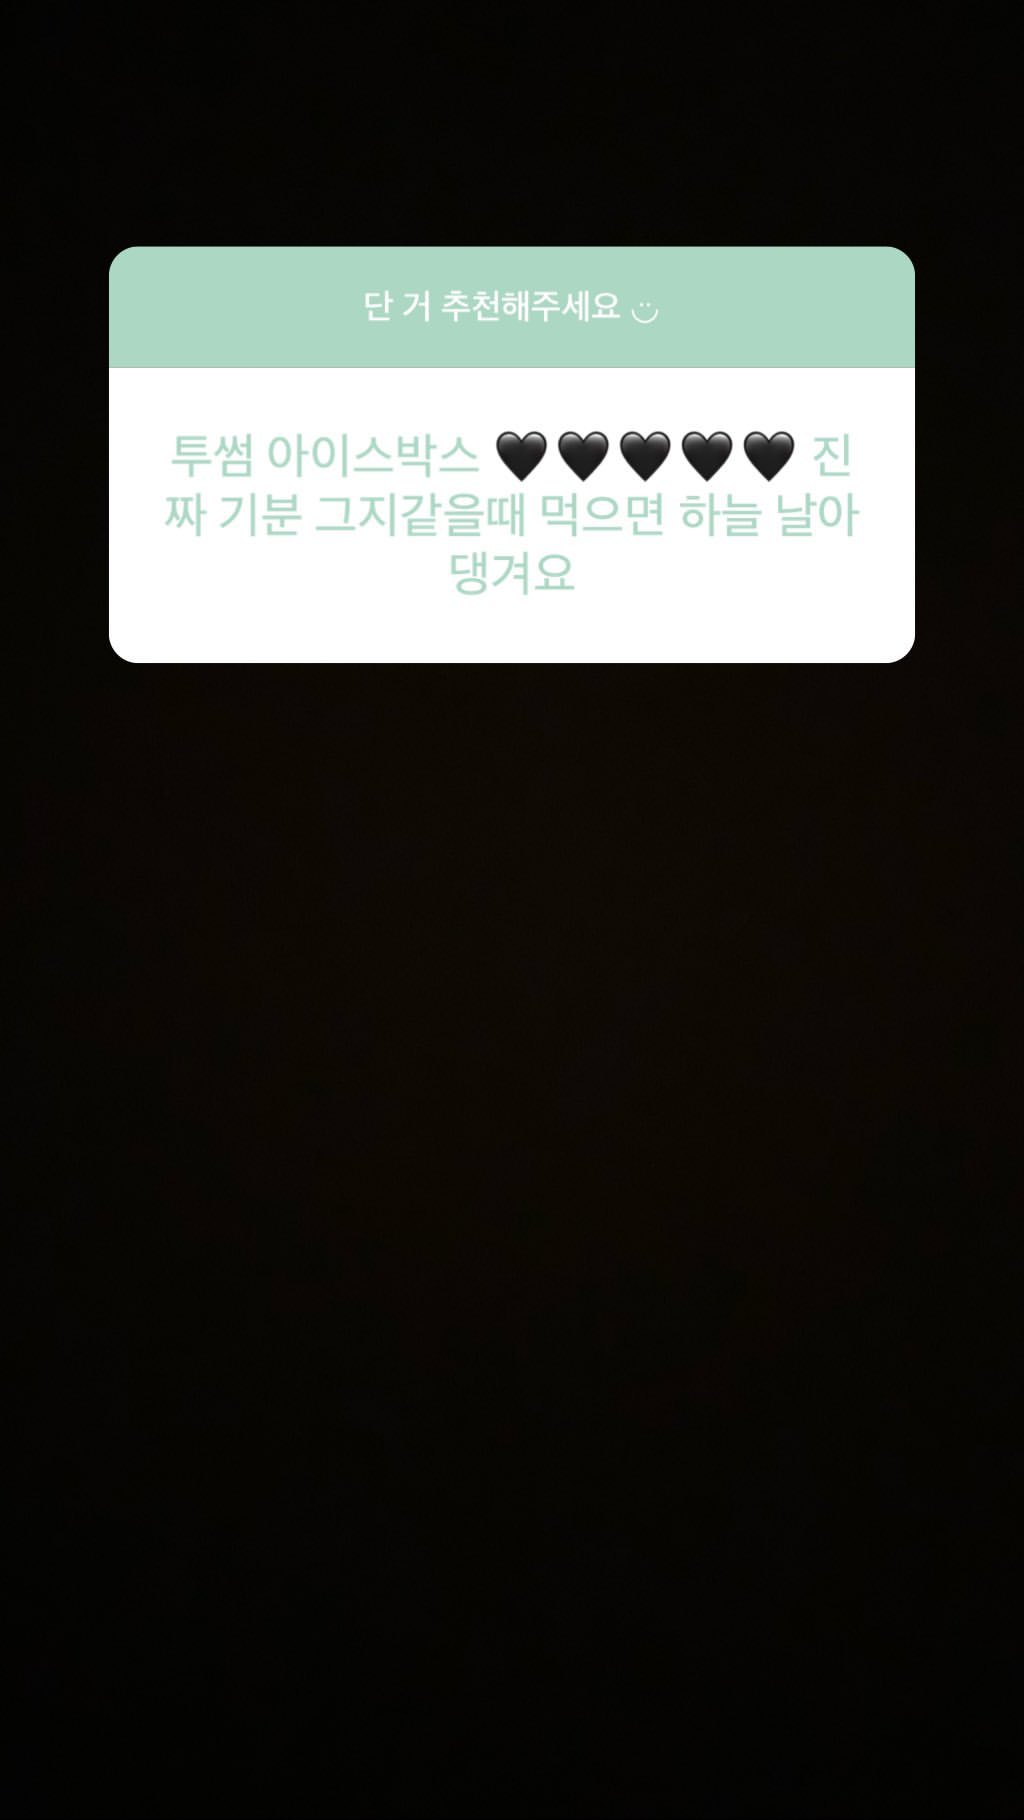 단 거 추천해주세요 ◡̈
투썸 아이스박스 🖤🖤🖤🖤🖤 진
짜 기분 그지같을때 먹으면 하늘 날아
댕겨요